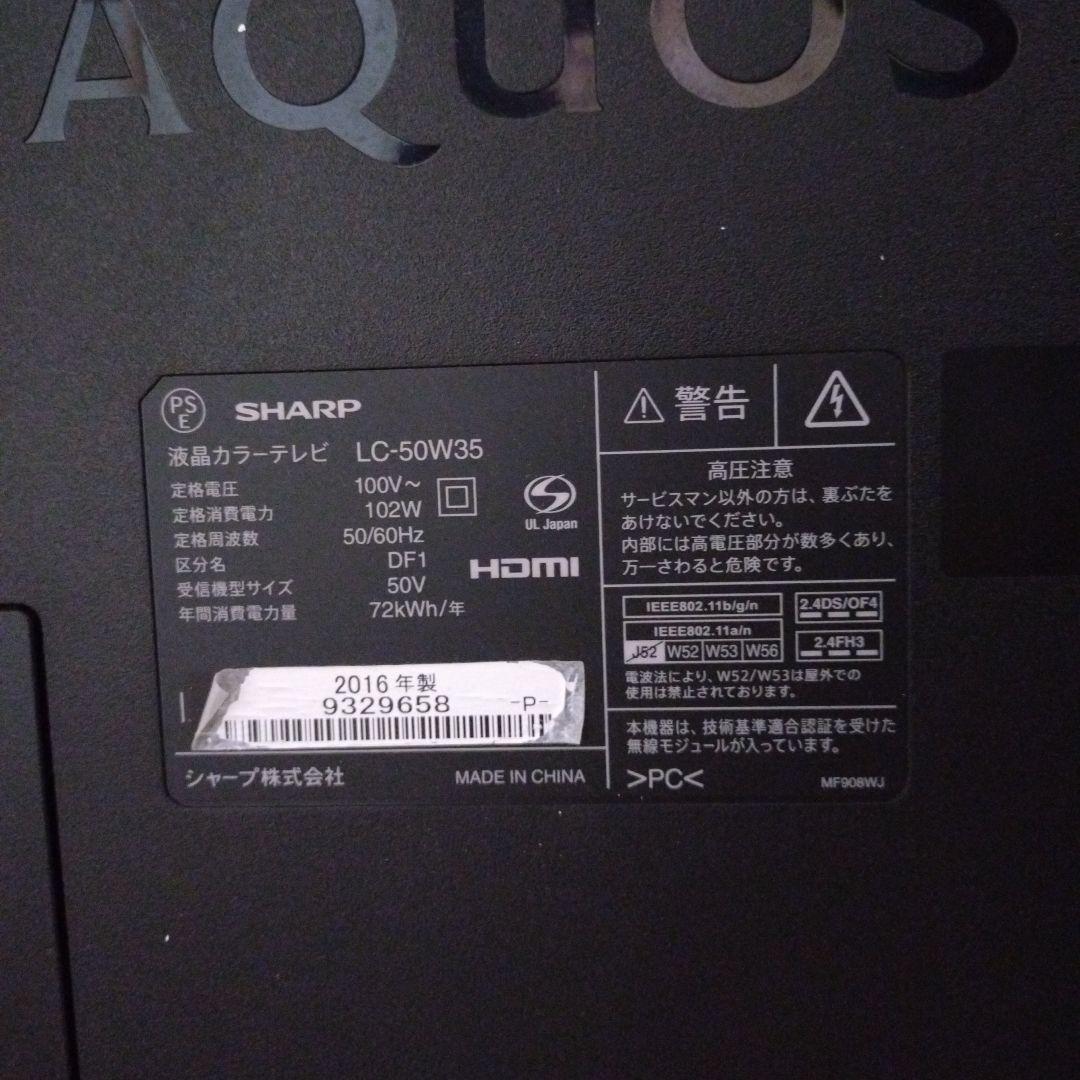 AQUOS
PSE SHARP
液晶カラーテレビ LC-50W35
定格電圧 100V～
定格消費電力 102W
定格周波数 50/60Hz
区分名 DF1
受信機型サイズ 50V
年間消費電力量 72kWh/年
UL Japan
HDMI
2016年製
9329658 -P-
シャープ株式会社 MADE IN CHINA
警告
高圧注意
サービスマン以外の方は、裏ぶたを
あけないでください。
内部には高電圧部分が数多くあり、
万一さわると危険です。
IEEE802.11b/g/n 2.4DS/OF4
IEEE802.11a/n
J52 W52 W53 W56 2.4FH3
電波法により、W52/W53は屋外での
使用は禁止されております。
本機器は、技術基準適合認証を受けた
無線モジュールが入っています。
>PC< MF908WJ